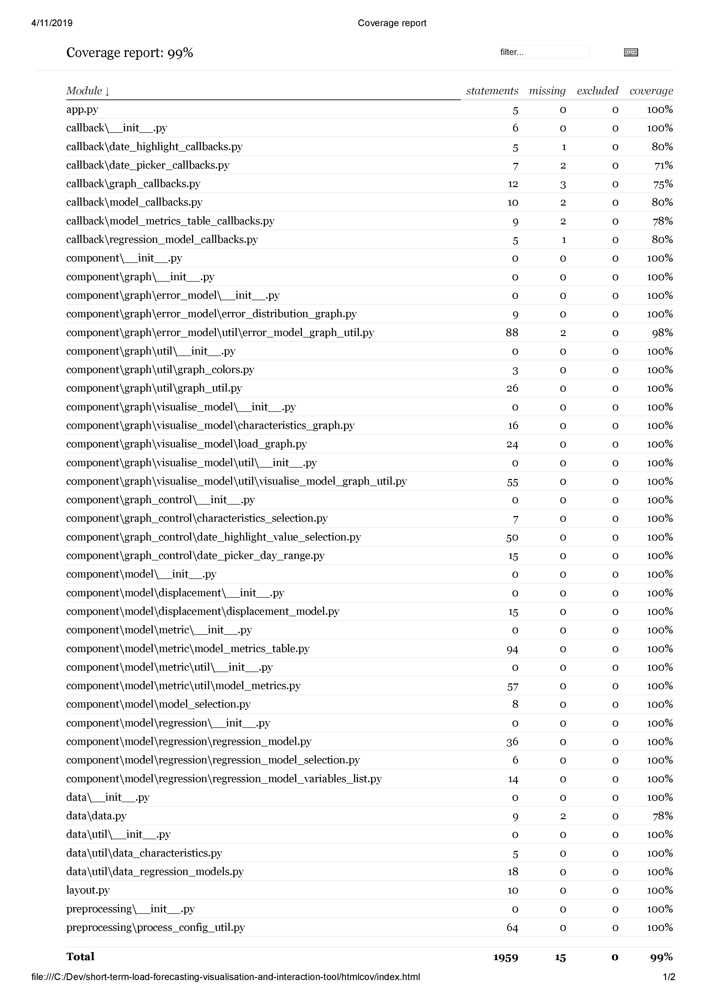 4/11/2019 Coverage report
Coverage report: 99% filter...
Module ↓ statements missing excluded coverage
app.py 5 0 0 100%
callback\__init__.py 6 0 0 100%
callback\date_highlight_callbacks.py 5 1 0 80%
callback\date_picker_callbacks.py 7 2 0 71%
callback\graph_callbacks.py 12 3 0 75%
callback\model_callbacks.py 10 2 0 80%
callback\model_metrics_table_callbacks.py 9 2 0 78%
callback\regression_model_callbacks.py 5 1 0 80%
component\__init__.py 0 0 0 100%
component\graph\__init__.py 0 0 0 100%
component\graph\error_model\__init__.py 0 0 0 100%
component\graph\error_model\error_distribution_graph.py 9 0 0 100%
component\graph\error_model\util\error_model_graph_util.py 88 2 0 98%
component\graph\util\__init__.py 0 0 0 100%
component\graph\util\graph_colors.py 3 0 0 100%
component\graph\util\graph_util.py 26 0 0 100%
component\graph\visualise_model\__init__.py 0 0 0 100%
component\graph\visualise_model\characteristics_graph.py 16 0 0 100%
component\graph\visualise_model\load_graph.py 24 0 0 100%
component\graph\visualise_model\util\__init__.py 0 0 0 100%
component\graph\visualise_model\util\visualise_model_graph_util.py 55 0 0 100%
component\graph_control\__init__.py 0 0 0 100%
component\graph_control\characteristics_selection.py 7 0 0 100%
component\graph_control\date_highlight_value_selection.py 50 0 0 100%
component\graph_control\date_picker_day_range.py 15 0 0 100%
component\model\__init__.py 0 0 0 100%
component\model\displacement\__init__.py 0 0 0 100%
component\model\displacement\displacement_model.py 15 0 0 100%
component\model\metric\__init__.py 0 0 0 100%
component\model\metric\model_metrics_table.py 94 0 0 100%
component\model\metric\util\__init__.py 0 0 0 100%
component\model\metric\util\model_metrics.py 57 0 0 100%
component\model\model_selection.py 8 0 0 100%
component\model\regression\__init__.py 0 0 0 100%
component\model\regression\regression_model.py 36 0 0 100%
component\model\regression\regression_model_selection.py 6 0 0 100%
component\model\regression\regression_model_variables_list.py 14 0 0 100%
data\__init__.py 0 0 0 100%
data\data.py 9 2 0 78%
data\util\__init__.py 0 0 0 100%
data\util\data_characteristics.py 5 0 0 100%
data\util\data_regression_models.py 18 0 0 100%
layout.py 10 0 0 100%
preprocessing\__init__.py 0 0 0 100%
preprocessing\process_config_util.py 64 0 0 100%
Total 1959 15 0 99%
file:///C:/Dev/short-term-load-forecasting-visualisation-and-interaction-tool/htmlcov/index.html 1/2